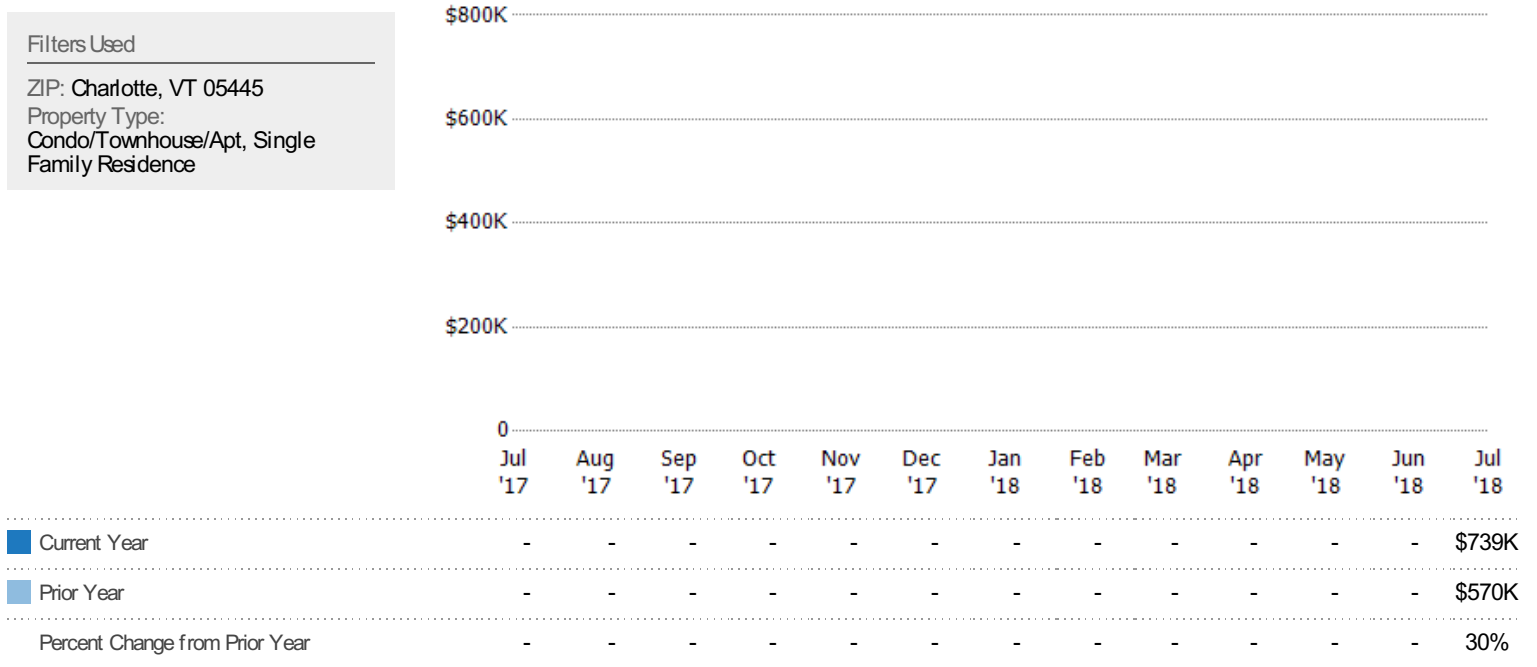 Filters Used
ZIP: Charlotte, VT 05445
Property Type:
Condo/Townhouse/Apt, Single
Family Residence
$800K
$600K
$400K
$200K
0
Jul Aug Sep Oct Nov Dec Jan Feb Mar Apr May Jun Jul
'17 '17 '17 '17 '17 '17 '18 '18 '18 '18 '18 '18 '18
Current Year - - - - - - - - - - - - $739K
Prior Year - - - - - - - - - - - - $570K
Percent Change from Prior Year - - - - - - - - - - - - 30%